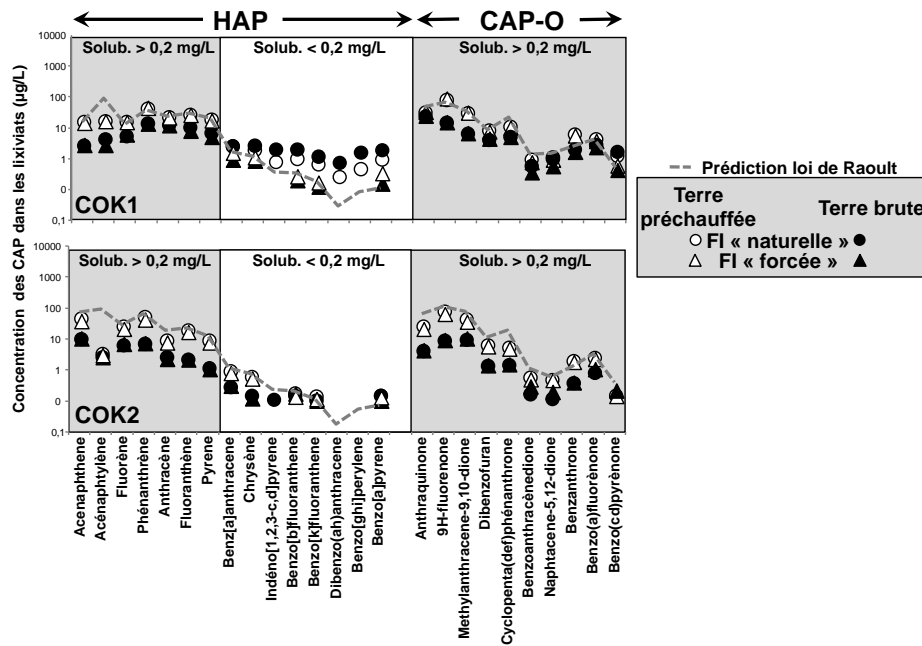 HAP
CAP-O
Concentration des CAP dans les lixiviats (µg/L)
10000
1000
100
10
1
0
0,1
Solub. > 0,2 mg/L
Solub. < 0,2 mg/L
Solub. > 0,2 mg/L
COK1
Prédiction loi de Raoult
Terre préchauffée
Terre brute
FI « naturelle »
FI « forcée »
10000
1000
100
10
1
0
0,1
Solub. > 0,2 mg/L
Solub. < 0,2 mg/L
Solub. > 0,2 mg/L
COK2
Acenaphthene
Acénaphtylène
Fluorène
Phénanthrène
Anthracène
Fluoranthène
Pyrene
Benz[a]anthracene
Chrysène
Indéno[1,2,3-c,d]pyrene
Benzo[b]fluoranthene
Benzo[k]fluoranthene
Dibenzo(ah)anthracene
Benzo[ghi]perylene
Benzo[a]pyrene
Anthraquinone
9H-fluorenone
Methylanthracene-9,10-dione
Dibenzofuran
Cyclopenta(def)phénanthrone
Benzoanthracènedione
Naphtacene-5,12-dione
Benzanthrone
Benzo(a)fluorènone
Benzo(cd)pyrènone